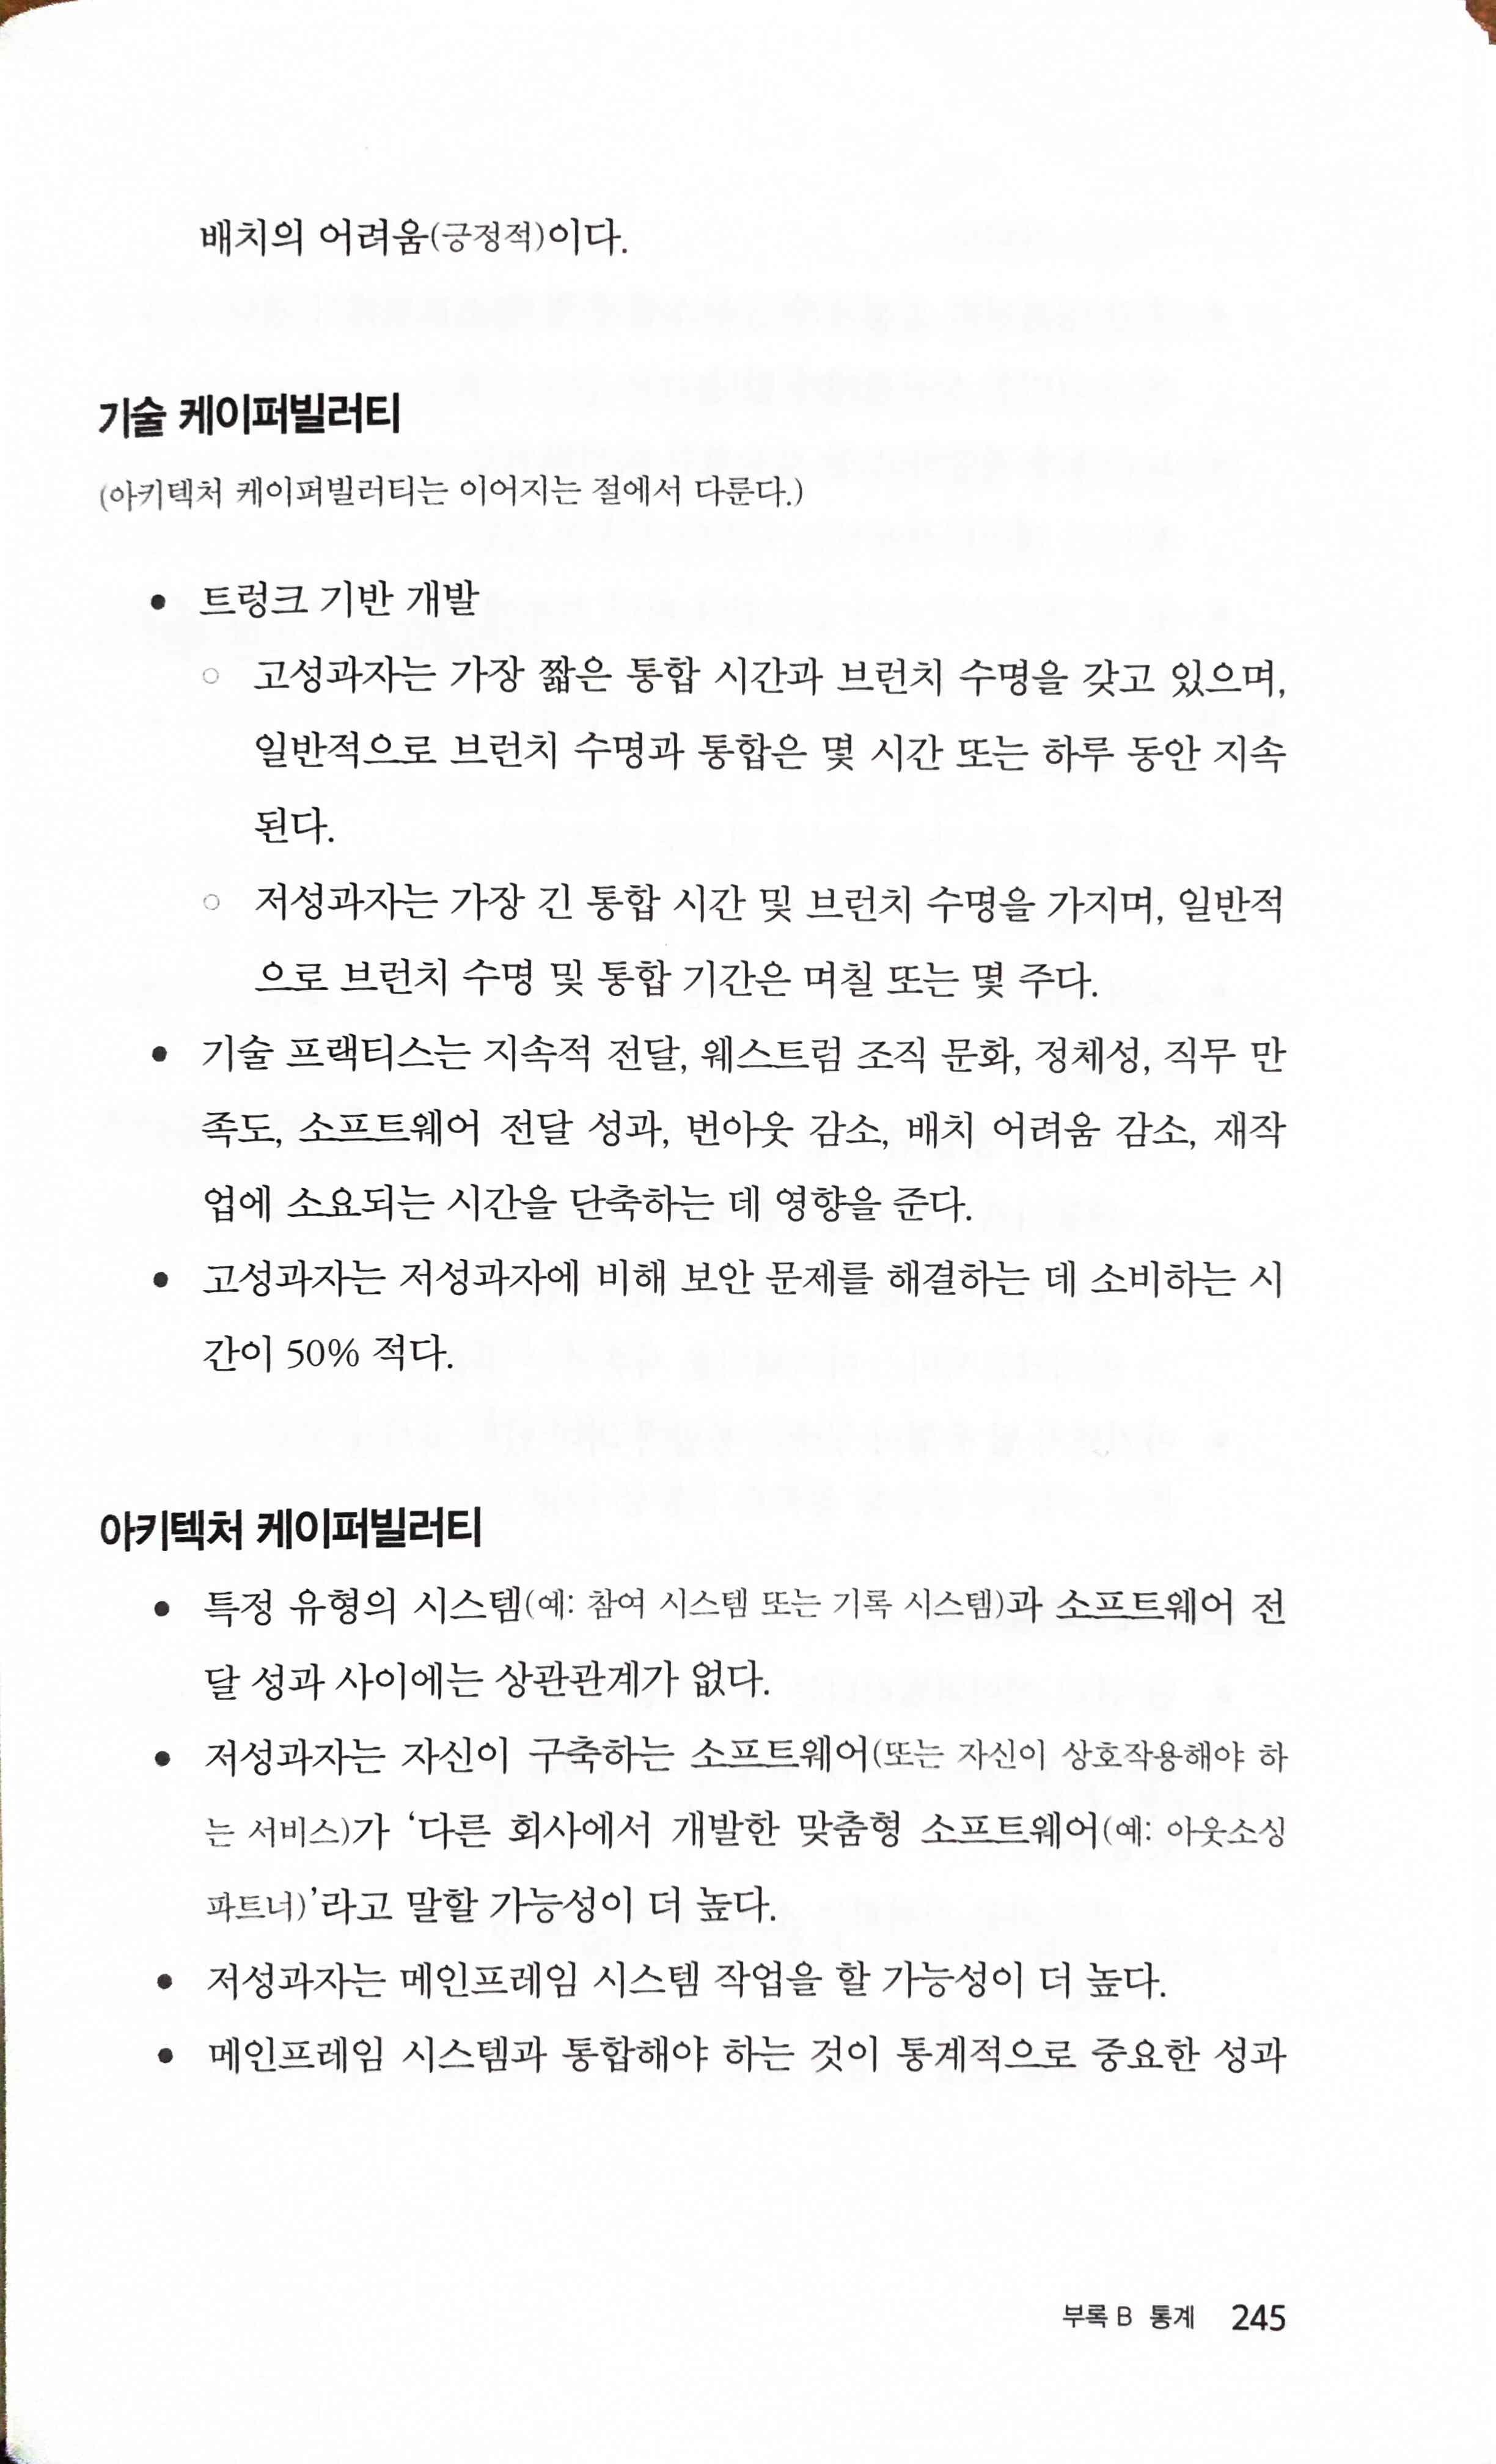 배치의 어려움(긍정적)이다.
기술 케이퍼빌러티
(아키텍처 케이퍼빌러티는 이어지는 절에서 다룬다.)
• 트렁크 기반 개발
○ 고성과자는 가장 짧은 통합 시간과 브런치 수명을 갖고 있으며,
일반적으로 브런치 수명과 통합은 몇 시간 또는 하루 동안 지속
된다.
○ 저성과자는 가장 긴 통합 시간 및 브런치 수명을 가지며, 일반적
으로 브런치 수명 및 통합 기간은 며칠 또는 몇 주다.
• 기술 프랙티스는 지속적 전달, 웨스트럼 조직 문화, 정체성, 직무 만
족도, 소프트웨어 전달 성과, 번아웃 감소, 배치 어려움 감소, 재작
업에 소요되는 시간을 단축하는 데 영향을 준다.
• 고성과자는 저성과자에 비해 보안 문제를 해결하는 데 소비하는 시
간이 50% 적다.
아키텍처 케이퍼빌러티
• 특정 유형의 시스템(예: 참여 시스템 또는 기록 시스템)과 소프트웨어 전
달 성과 사이에는 상관관계가 없다.
• 저성과자는 자신이 구축하는 소프트웨어(또는 자신이 상호작용해야 하
는 서비스)가 ‘다른 회사에서 개발한 맞춤형 소프트웨어(예: 아웃소싱
파트너)’라고 말할 가능성이 더 높다.
• 저성과자는 메인프레임 시스템 작업을 할 가능성이 더 높다.
• 메인프레임 시스템과 통합해야 하는 것이 통계적으로 중요한 성과
부록 B 통계 245